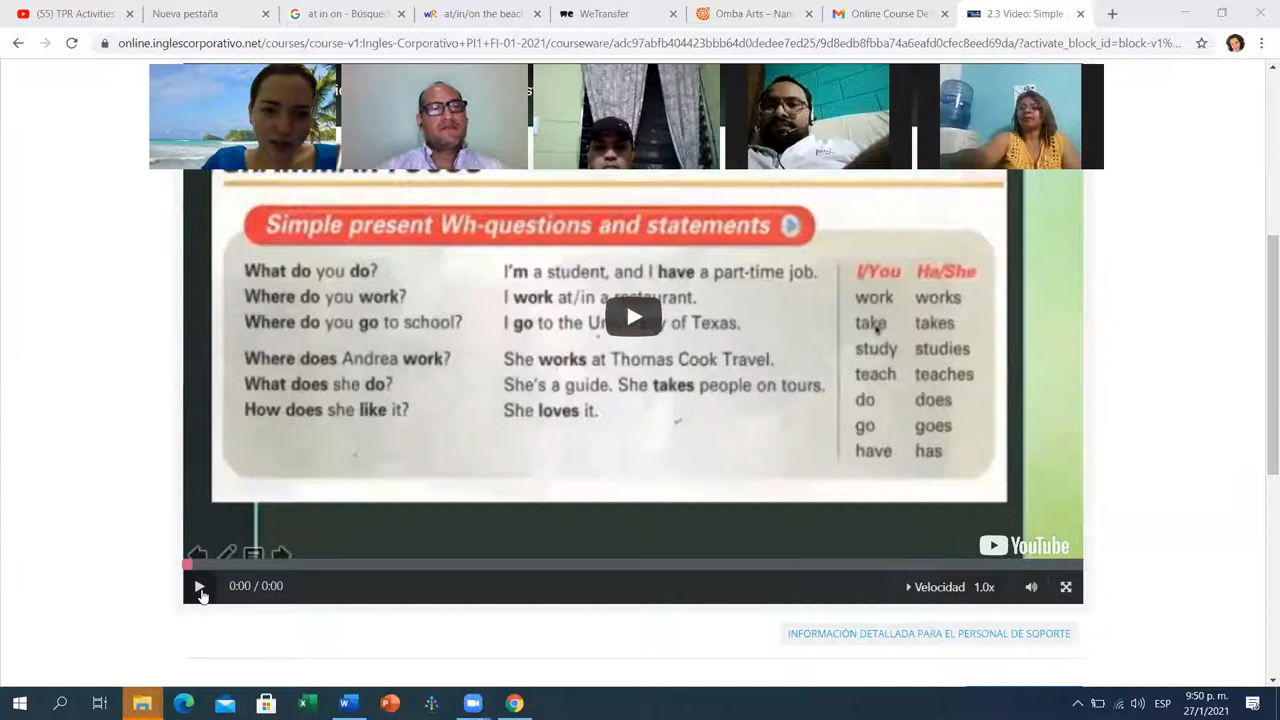 (55) TPR Activities
Nueva pestaña
at in one - Búsqued
at/in/on the beach
WeTransfer
Omba Arts – Nan
Online Course Det
2.3 Video: Simple
online.inglescorporativo.net/courses/course-v1:Ingles-Corporativo+PI1+FI-01-2021/courseware/adc97abfb404423bbb64d0dedee7ed25/9d8edb8fbba74a6eafd0cfec8eed69da/?activate_block_id=block-v1%...
Simple present Wh-questions and statements
What do you do? I'm a student, and I have a part-time job. I/You He/She
Where do you work? I work at/in a restaurant. work works
Where do you go to school? I go to the University of Texas. take takes
Where does Andrea work? She works at Thomas Cook Travel. study studies
What does she do? She's a guide. She takes people on tours. teach teaches
How does she like it? She loves it. do does
go goes
have has
YouTube
0:00 / 0:00 Velocidad 1.0x
INFORMACIÓN DETALLADA PARA EL PERSONAL DE SOPORTE
ESP
9:50 p. m.
27/1/2021